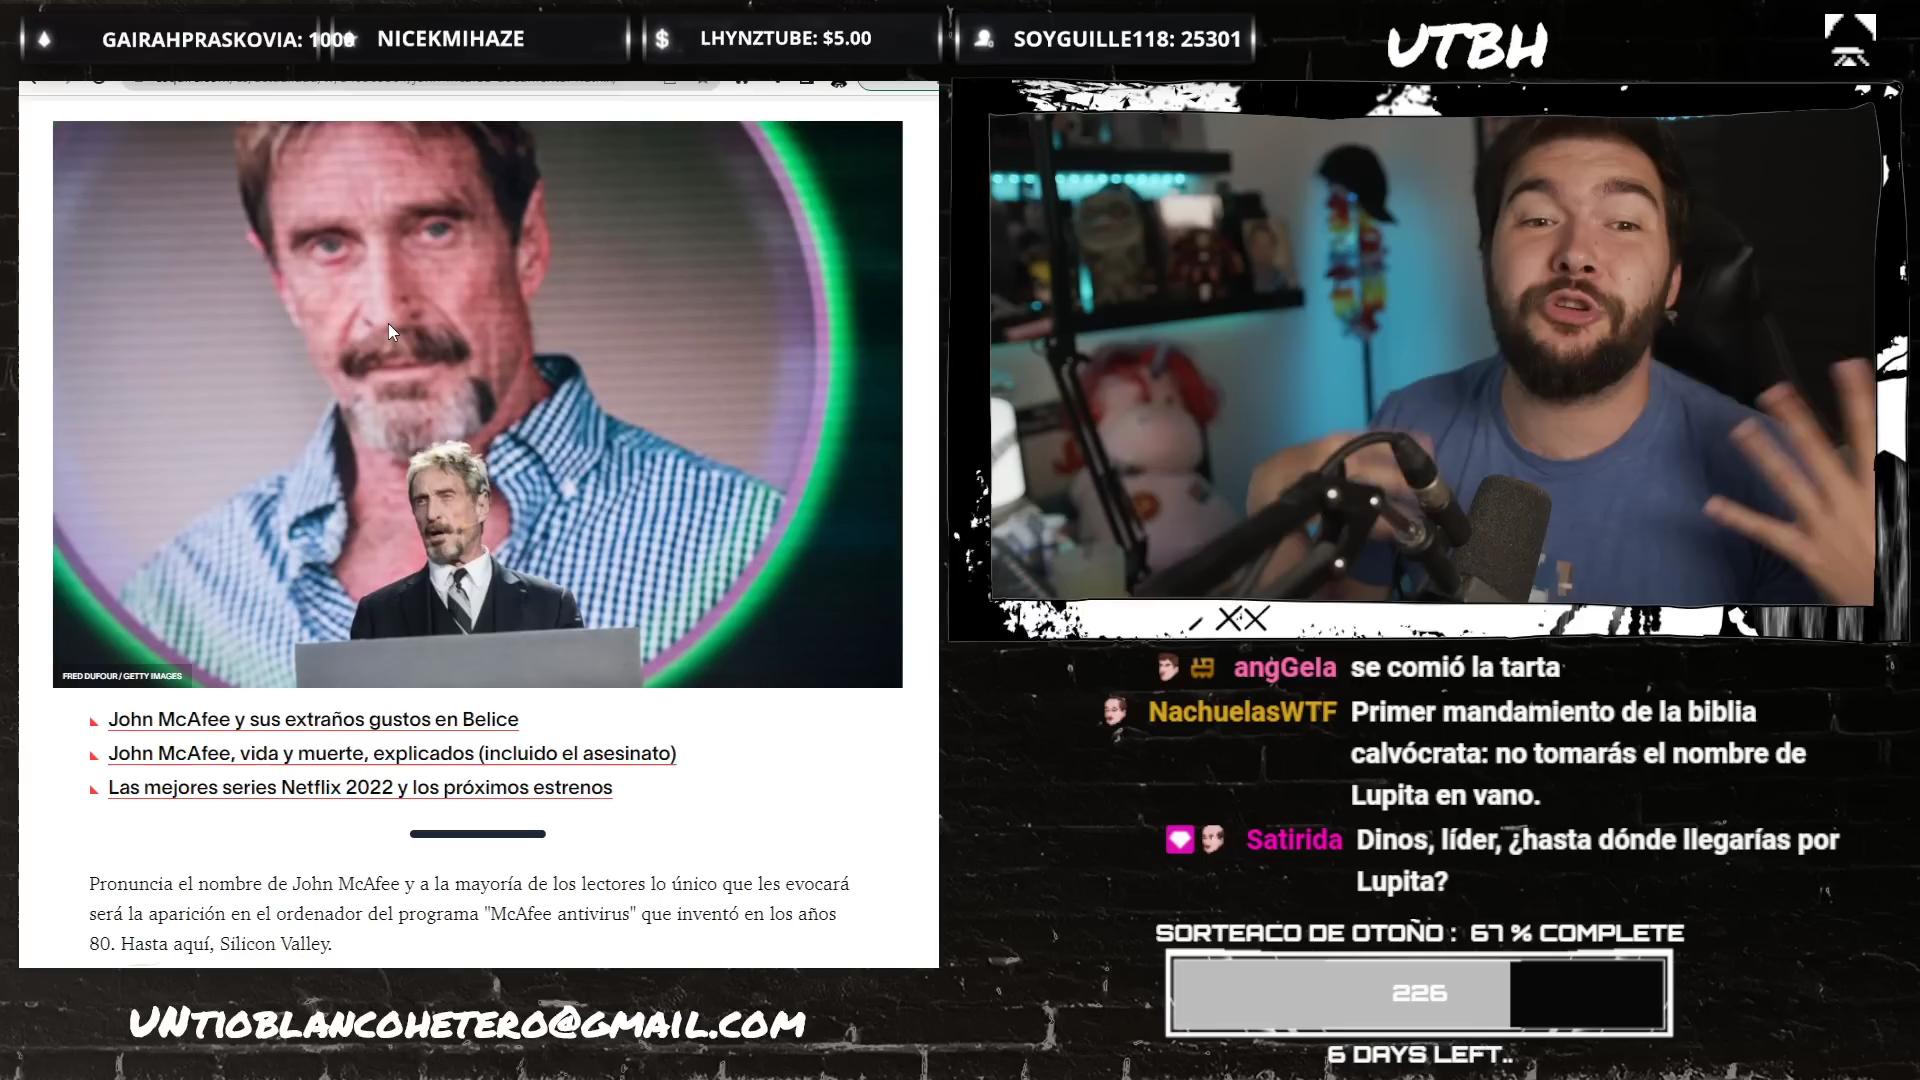 GAIRAHPRASKOVIA: 1000
NICEKMIHAZE
$
LHYNZTUBE: $5.00
SOYGUILLE118: 25301
UTBH
FRED DUFOUR / GETTY IMAGES
John McAfee y sus extraños gustos en Belice
John McAfee, vida y muerte, explicados (incluido el asesinato)
Las mejores series Netflix 2022 y los próximos estrenos
Pronuncia el nombre de John McAfee y a la mayoría de los lectores lo único que les evocará
será la aparición en el ordenador del programa "McAfee antivirus" que inventó en los años
80. Hasta aquí, Silicon Valley.
XX
angGela se comió la tarta
NachuelasWTF Primer mandamiento de la biblia
calvócrata: no tomarás el nombre de
Lupita en vano.
Satirida Dinos, líder, ¿hasta dónde llegarías por
Lupita?
SORTEACO DE OTOÑO : 67 % COMPLETE
226
6 DAYS LEFT..
UNTIOBLANCOHETERO@GMAIL.COM